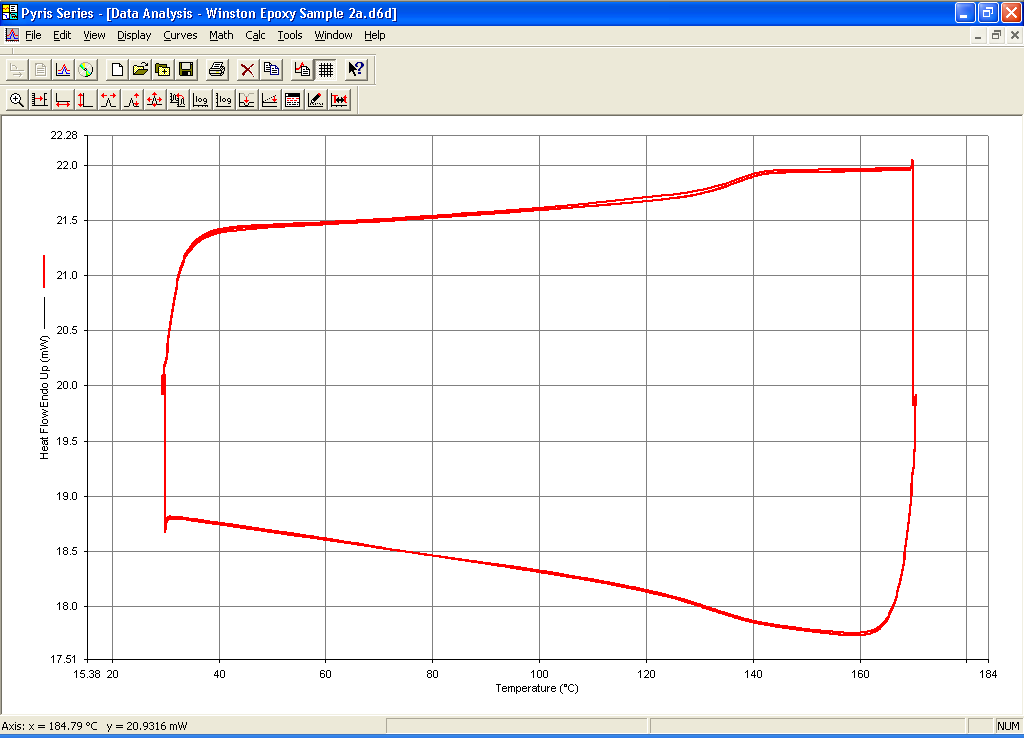 Pyris Series - [Data Analysis - Winston Epoxy Sample 2a.d6d]
File Edit View Display Curves Math Calc Tools Window Help
log log
22.28
22.0
21.5
21.0
20.5
20.0
19.5
19.0
18.5
18.0
17.51
Heat Flow Endo Up (mW)
15.38 20 40 60 80 100 120 140 160 184
Temperature (°C)
Axis: x = 184.79 °C y = 20.9316 mW
NUM